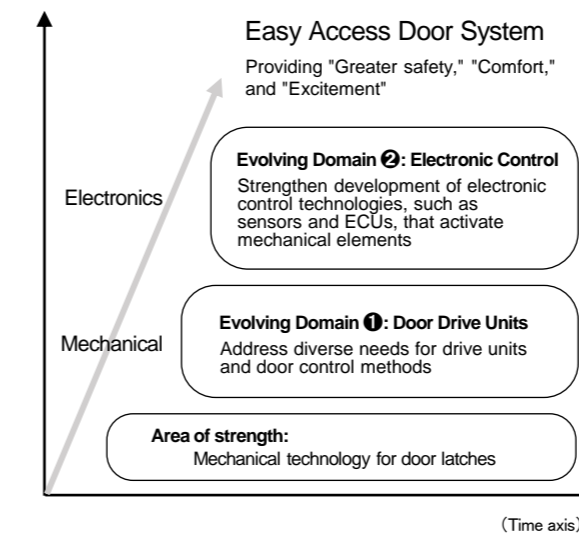 Easy Access Door System
Providing "Greater safety," "Comfort,"
and "Excitement"
Evolving Domain ❷: Electronic Control
Strengthen development of electronic
control technologies, such as
sensors and ECUs, that activate
mechanical elements
Electronics
Evolving Domain ❶: Door Drive Units
Address diverse needs for drive units
and door control methods
Mechanical
Area of strength:
Mechanical technology for door latches
(Time axis)